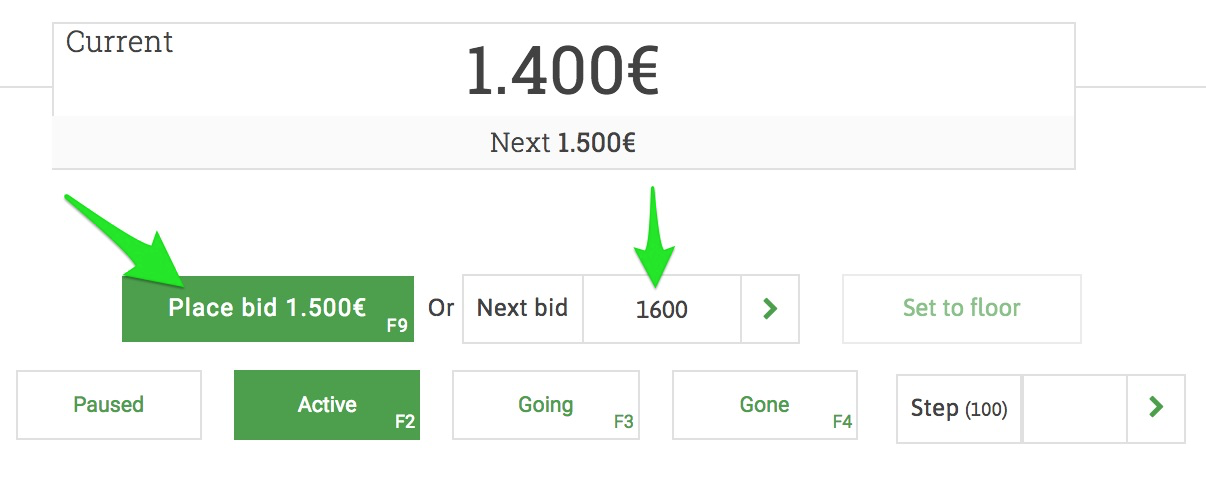 Current
1.400€
Next 1.500€
Place bid 1.500€ F9 Or Next bid 1600 Set to floor
Paused Active F2 Going F3 Gone F4 Step (100)